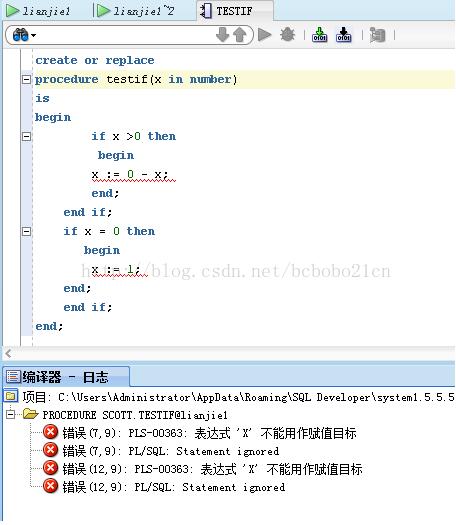 lianjie1 lianjie1~2 TESTIF
create or replace
procedure testif(x in number)
is
begin
if x >0 then
begin
x := 0 - x;
end;
end if;
if x = 0 then
begin
http://blog.csdn.net/bcbobo21cn
x := 1;
end;
end if;
end;
编译器 - 日志
项目: C:\Users\Administrator\AppData\Roaming\SQL Developer\system1.5.5.5
PROCEDURE SCOTT.TESTIF@lianjie1
错误(7,9): PLS-00363: 表达式 'X' 不能用作赋值目标
错误(7,9): PL/SQL: Statement ignored
错误(12,9): PLS-00363: 表达式 'X' 不能用作赋值目标
错误(12,9): PL/SQL: Statement ignored